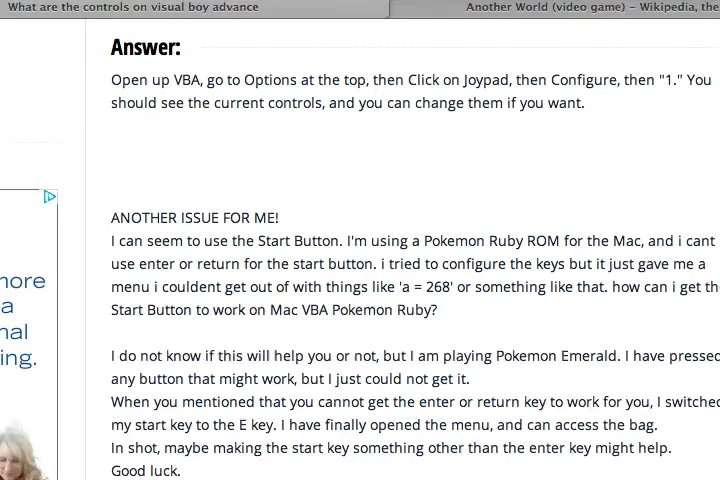 What are the controls on visual boy advance
Another World (video game) – Wikipedia, the
Answer:
Open up VBA, go to Options at the top, then Click on Joypad, then Configure, then "1." You
should see the current controls, and you can change them if you want.
ANOTHER ISSUE FOR ME!
I can seem to use the Start Button. I'm using a Pokemon Ruby ROM for the Mac, and i cant
use enter or return for the start button. i tried to configure the keys but it just gave me a
menu i couldent get out of with things like 'a = 268' or something like that. how can i get the
Start Button to work on Mac VBA Pokemon Ruby?
I do not know if this will help you or not, but I am playing Pokemon Emerald. I have pressed
any button that might work, but I just could not get it.
When you mentioned that you cannot get the enter or return key to work for you, I switched
my start key to the E key. I have finally opened the menu, and can access the bag.
In shot, maybe making the start key something other than the enter key might help.
Good luck.
more
a
nal
ing.